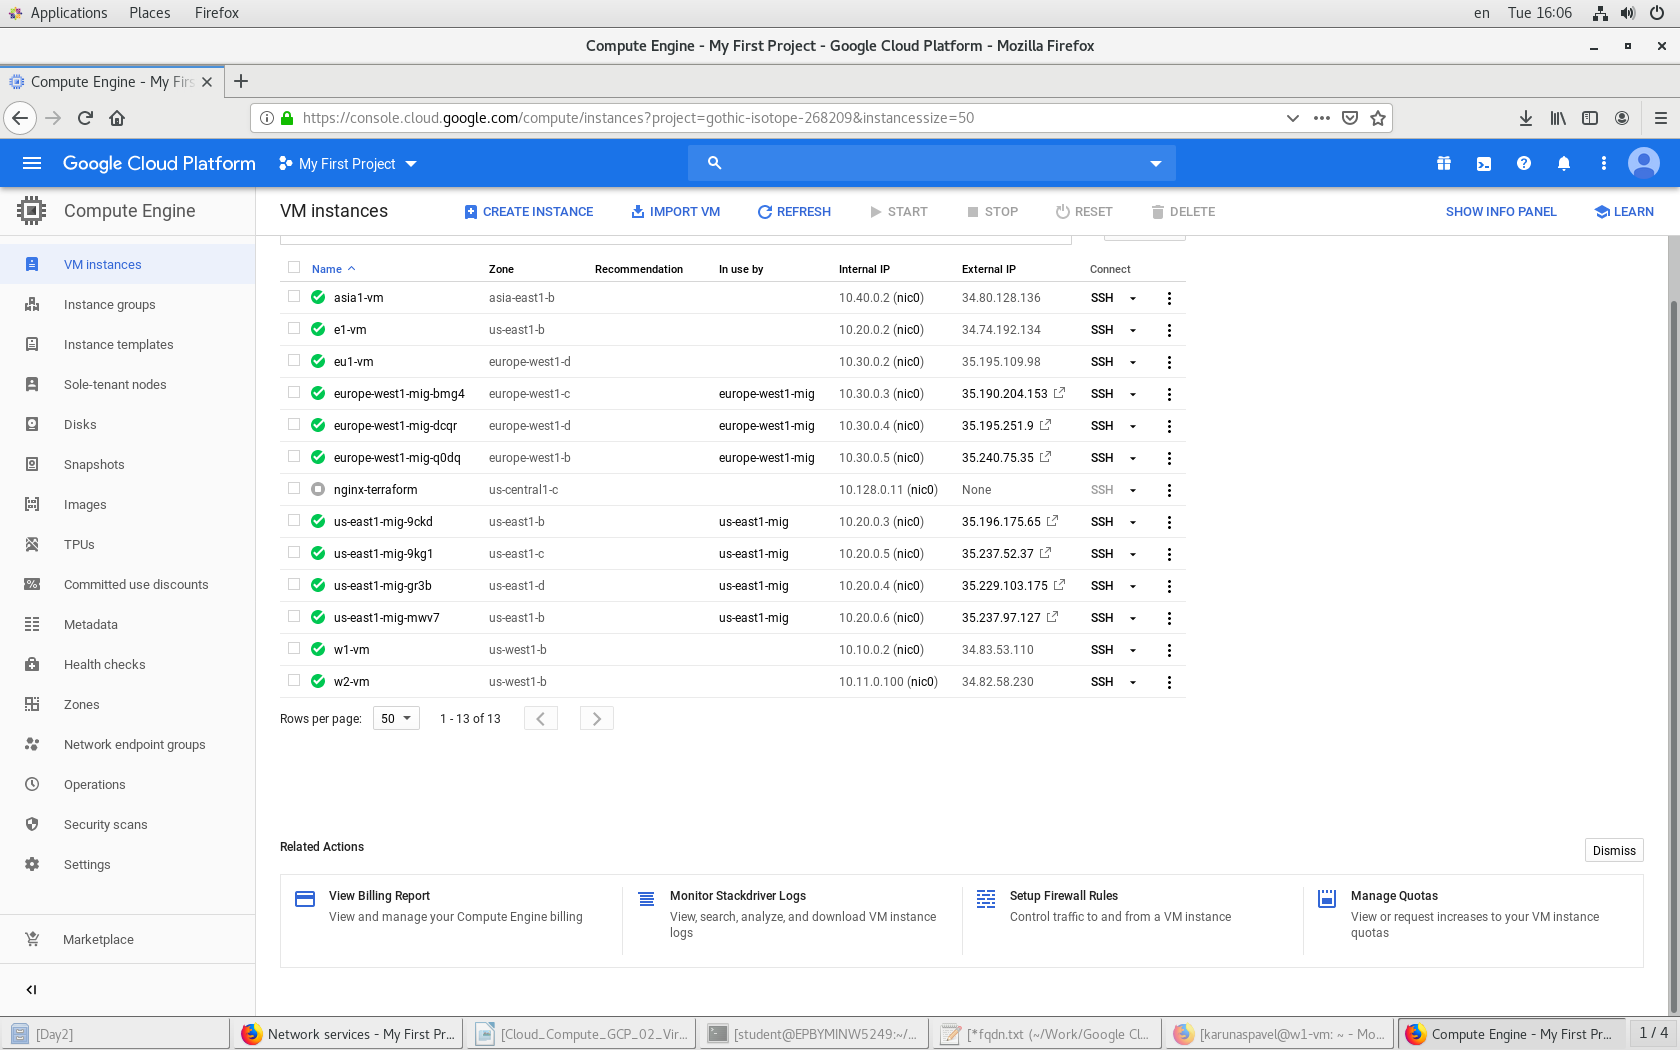 Applications Places Firefox en Tue 16:06
Compute Engine - My First Project - Google Cloud Platform - Mozilla Firefox
Compute Engine - My Firs
https://console.cloud.google.com/compute/instances?project=gothic-isotope-268209&instancessize=50
Google Cloud Platform My First Project
Compute Engine
VM instances CREATE INSTANCE IMPORT VM REFRESH START STOP RESET DELETE SHOW INFO PANEL LEARN
VM instances
Instance groups
Instance templates
Sole-tenant nodes
Disks
Snapshots
Images
TPUs
Committed use discounts
Metadata
Health checks
Zones
Network endpoint groups
Operations
Security scans
Settings
Marketplace
Name Zone Recommendation In use by Internal IP External IP Connect
asia1-vm asia-east1-b 10.40.0.2 (nic0) 34.80.128.136 SSH
e1-vm us-east1-b 10.20.0.2 (nic0) 34.74.192.134 SSH
eu1-vm europe-west1-d 10.30.0.2 (nic0) 35.195.109.98 SSH
europe-west1-mig-bmg4 europe-west1-c europe-west1-mig 10.30.0.3 (nic0) 35.190.204.153 SSH
europe-west1-mig-dcqr europe-west1-d europe-west1-mig 10.30.0.4 (nic0) 35.195.251.9 SSH
europe-west1-mig-q0dq europe-west1-b europe-west1-mig 10.30.0.5 (nic0) 35.240.75.35 SSH
nginx-terraform us-central1-c 10.128.0.11 (nic0) None SSH
us-east1-mig-9ckd us-east1-b us-east1-mig 10.20.0.3 (nic0) 35.196.175.65 SSH
us-east1-mig-9kg1 us-east1-c us-east1-mig 10.20.0.5 (nic0) 35.237.52.37 SSH
us-east1-mig-gr3b us-east1-d us-east1-mig 10.20.0.4 (nic0) 35.229.103.175 SSH
us-east1-mig-mwv7 us-east1-b us-east1-mig 10.20.0.6 (nic0) 35.237.97.127 SSH
w1-vm us-west1-b 10.10.0.2 (nic0) 34.83.53.110 SSH
w2-vm us-west1-b 10.11.0.100 (nic0) 34.82.58.230 SSH
Rows per page: 50 1 - 13 of 13
Related Actions Dismiss
View Billing Report
View and manage your Compute Engine billing
Monitor Stackdriver Logs
View, search, analyze, and download VM instance
logs
Setup Firewall Rules
Control traffic to and from a VM instance
Manage Quotas
View or request increases to your VM instance
quotas
[Day2] Network services - My First Pr... [Cloud_Compute_GCP_02_Vir... [student@EPBYMINW5249:~/... [*fqdn.txt (~/Work/Google Cl... [karunaspavel@w1-vm: ~ - Mo... Compute Engine - My First Pr... 1 / 4